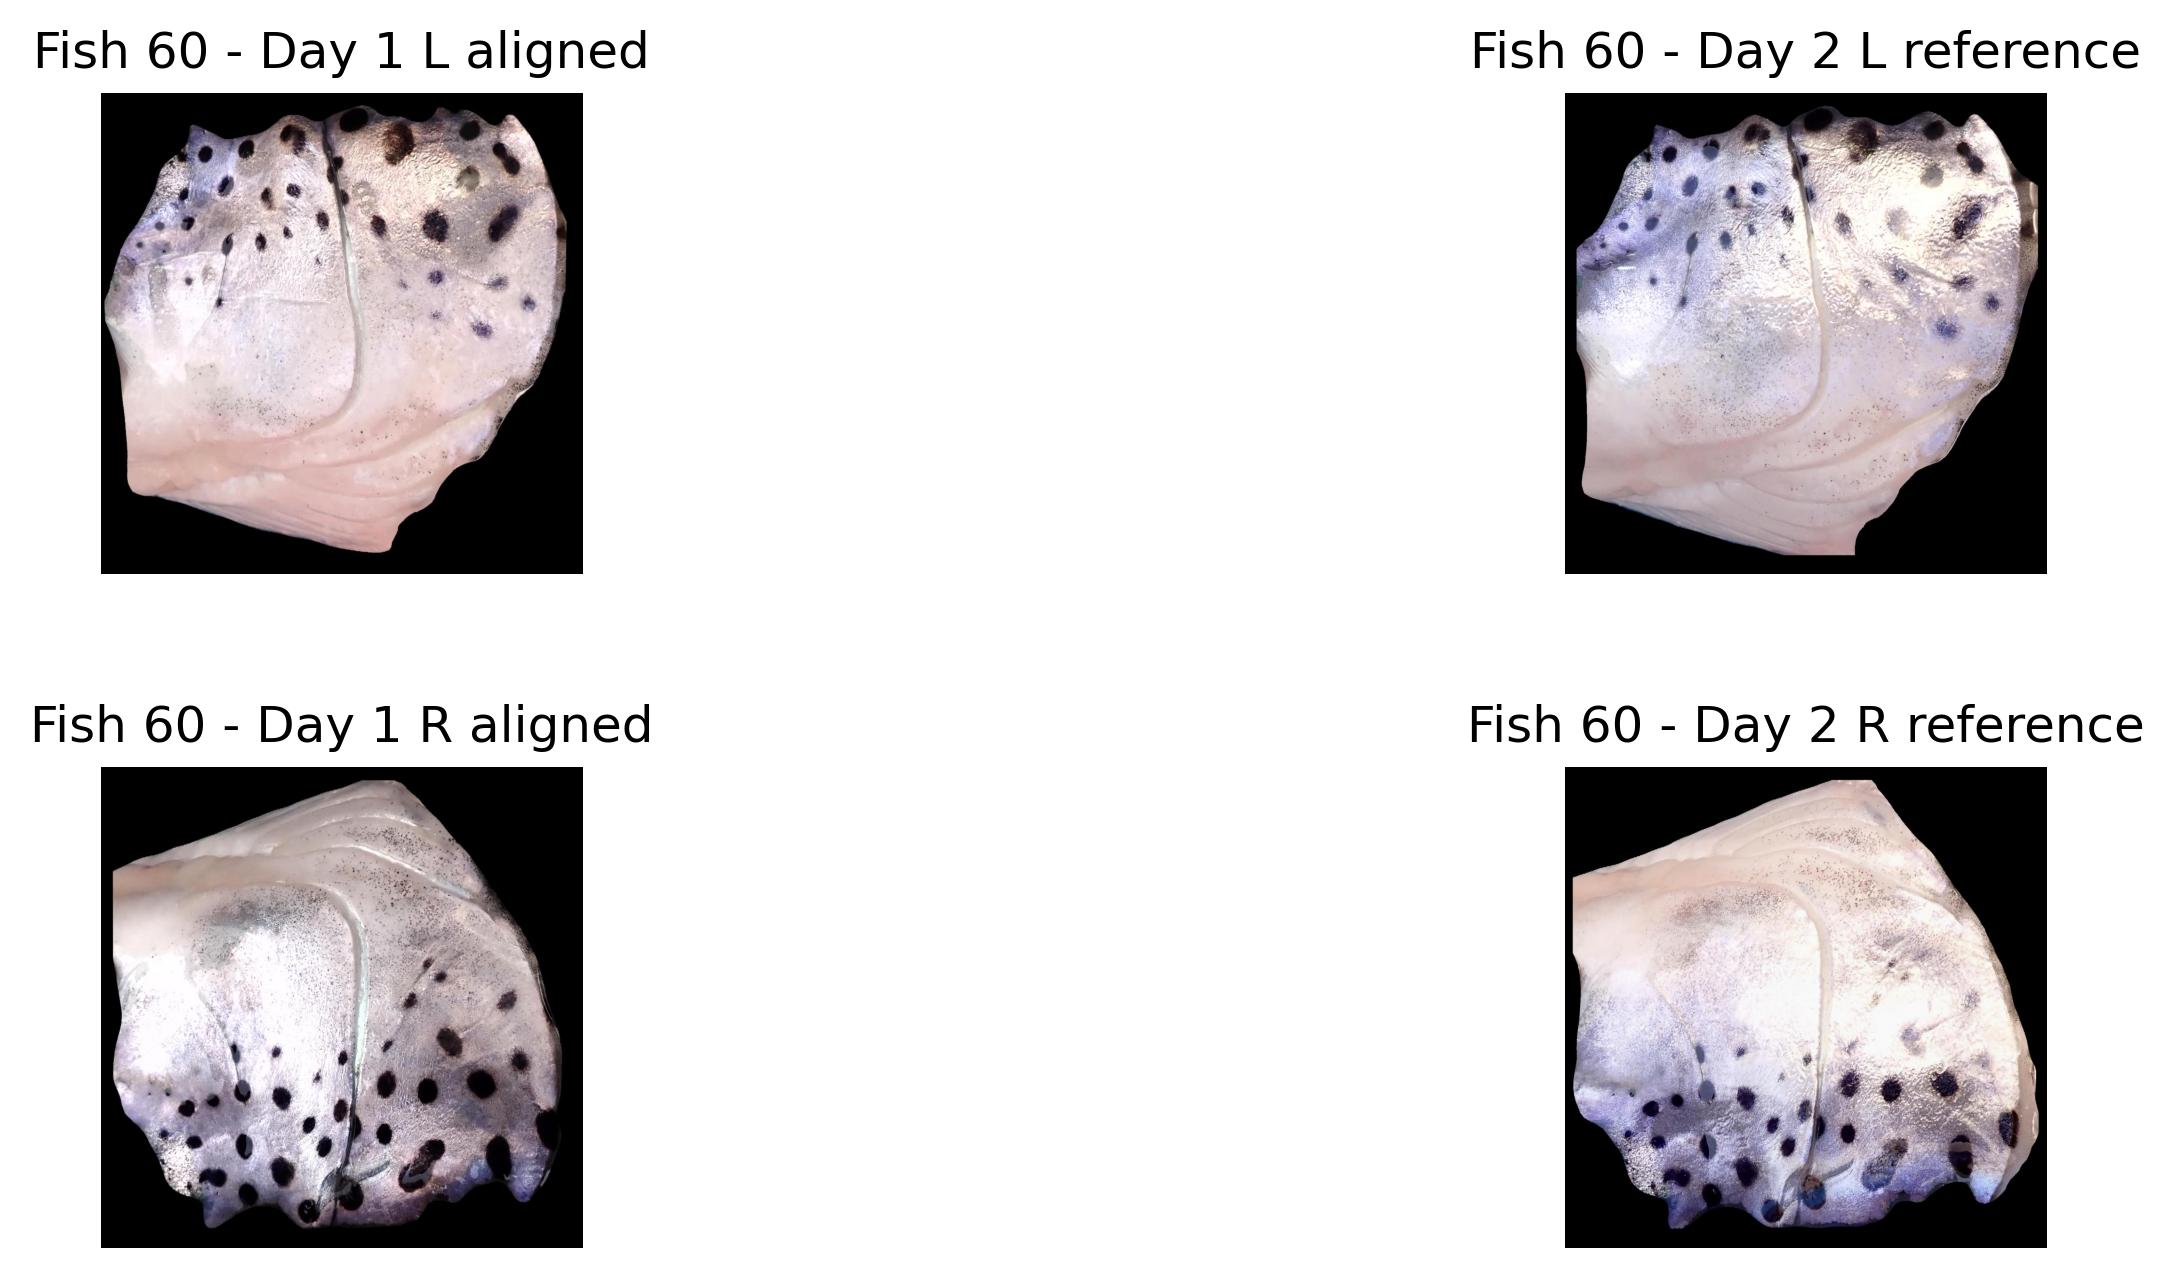 Fish 60 - Day 1 L aligned
Fish 60 - Day 2 L reference
Fish 60 - Day 1 R aligned
Fish 60 - Day 2 R reference